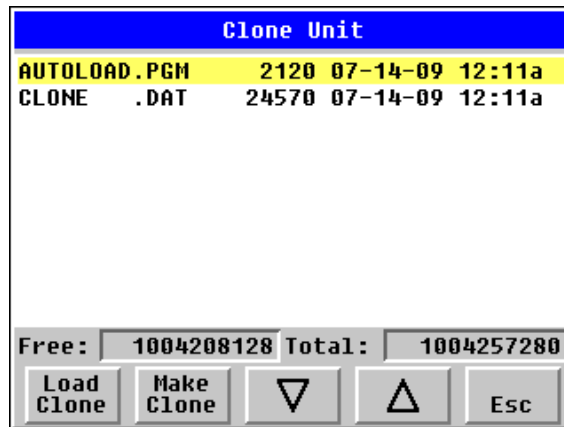 Clone Unit
AUTOLOAD.PGM 2120 07-14-09 12:11a
CLONE .DAT 24570 07-14-09 12:11a
Free: 1004208128 Total: 1004257280
Load Clone Make Clone Esc